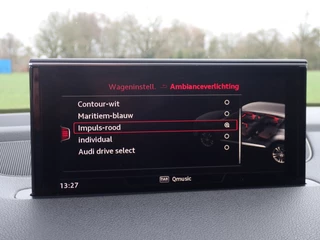 Wageninstell. Ambianceverlichting
Contour-wit
Maritiem-blauw
Impuls-rood
individual
Audi drive select
13:27
Qmusic